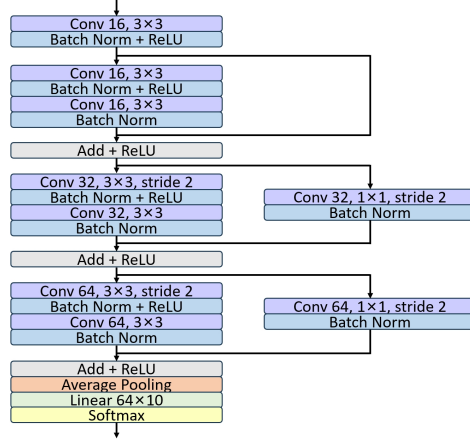 Conv 16, 3×3
Batch Norm + ReLU
Conv 16, 3×3
Batch Norm + ReLU
Conv 16, 3×3
Batch Norm
Add + ReLU
Conv 32, 3×3, stride 2
Batch Norm + ReLU
Conv 32, 3×3
Batch Norm
Conv 32, 1×1, stride 2
Batch Norm
Add + ReLU
Conv 64, 3×3, stride 2
Batch Norm + ReLU
Conv 64, 3×3
Batch Norm
Conv 64, 1×1, stride 2
Batch Norm
Add + ReLU
Average Pooling
Linear 64×10
Softmax